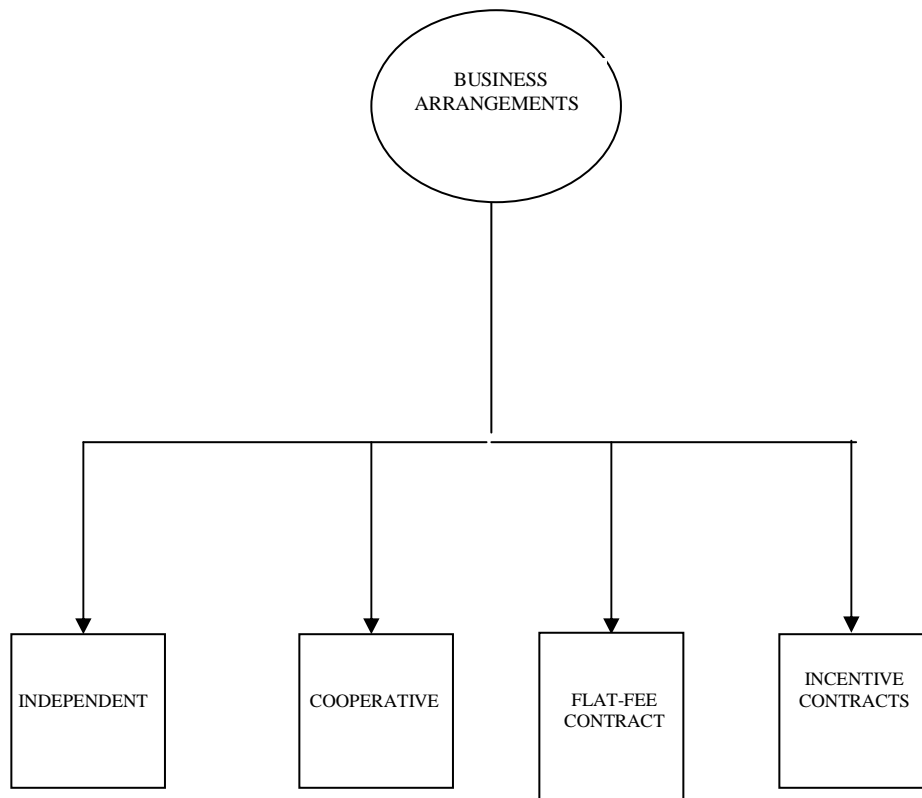 BUSINESS
ARRANGEMENTS
INDEPENDENT
COOPERATIVE
FLAT-FEE
CONTRACT
INCENTIVE
CONTRACTS